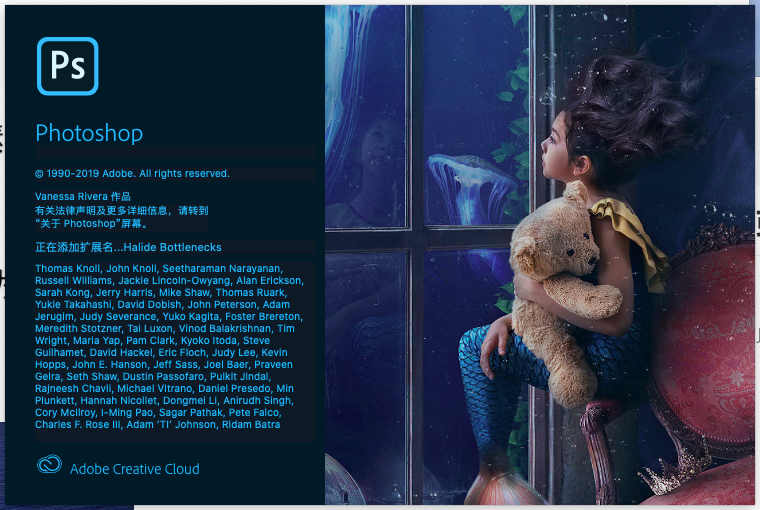 Ps
Photoshop
© 1990-2019 Adobe. All rights reserved.
Vanessa Rivera 作品
有关法律声明及更多详细信息，请转到
“关于 Photoshop”屏幕。
正在添加扩展名...Halide Bottlenecks
Thomas Knoll, John Knoll, Seetharaman Narayanan,
Russell Williams, Jackie Lincoln-Owyang, Alan Erickson,
Sarah Kong, Jerry Harris, Mike Shaw, Thomas Ruark,
Yukie Takahashi, David Dobish, John Peterson, Adam
Jerugim, Judy Severance, Yuko Kagita, Foster Brereton,
Meredith Stotzner, Tai Luxon, Vinod Balakrishnan, Tim
Wright, Maria Yap, Pam Clark, Kyoko Itoda, Steve
Guilhamet, David Hackel, Eric Floch, Judy Lee, Kevin
Hopps, John E. Hanson, Jeff Sass, Joel Baer, Praveen
Gelra, Seth Shaw, Dustin Passofaro, Pulkit Jindal,
Rajneesh Chavli, Michael Vitrano, Daniel Presedo, Min
Plunkett, Hannah Nicollet, Dongmei Li, Anirudh Singh,
Cory McIlroy, I-Ming Pao, Sagar Pathak, Pete Falco,
Charles F. Rose III, Adam 'TI' Johnson, Ridam Batra
Adobe Creative Cloud